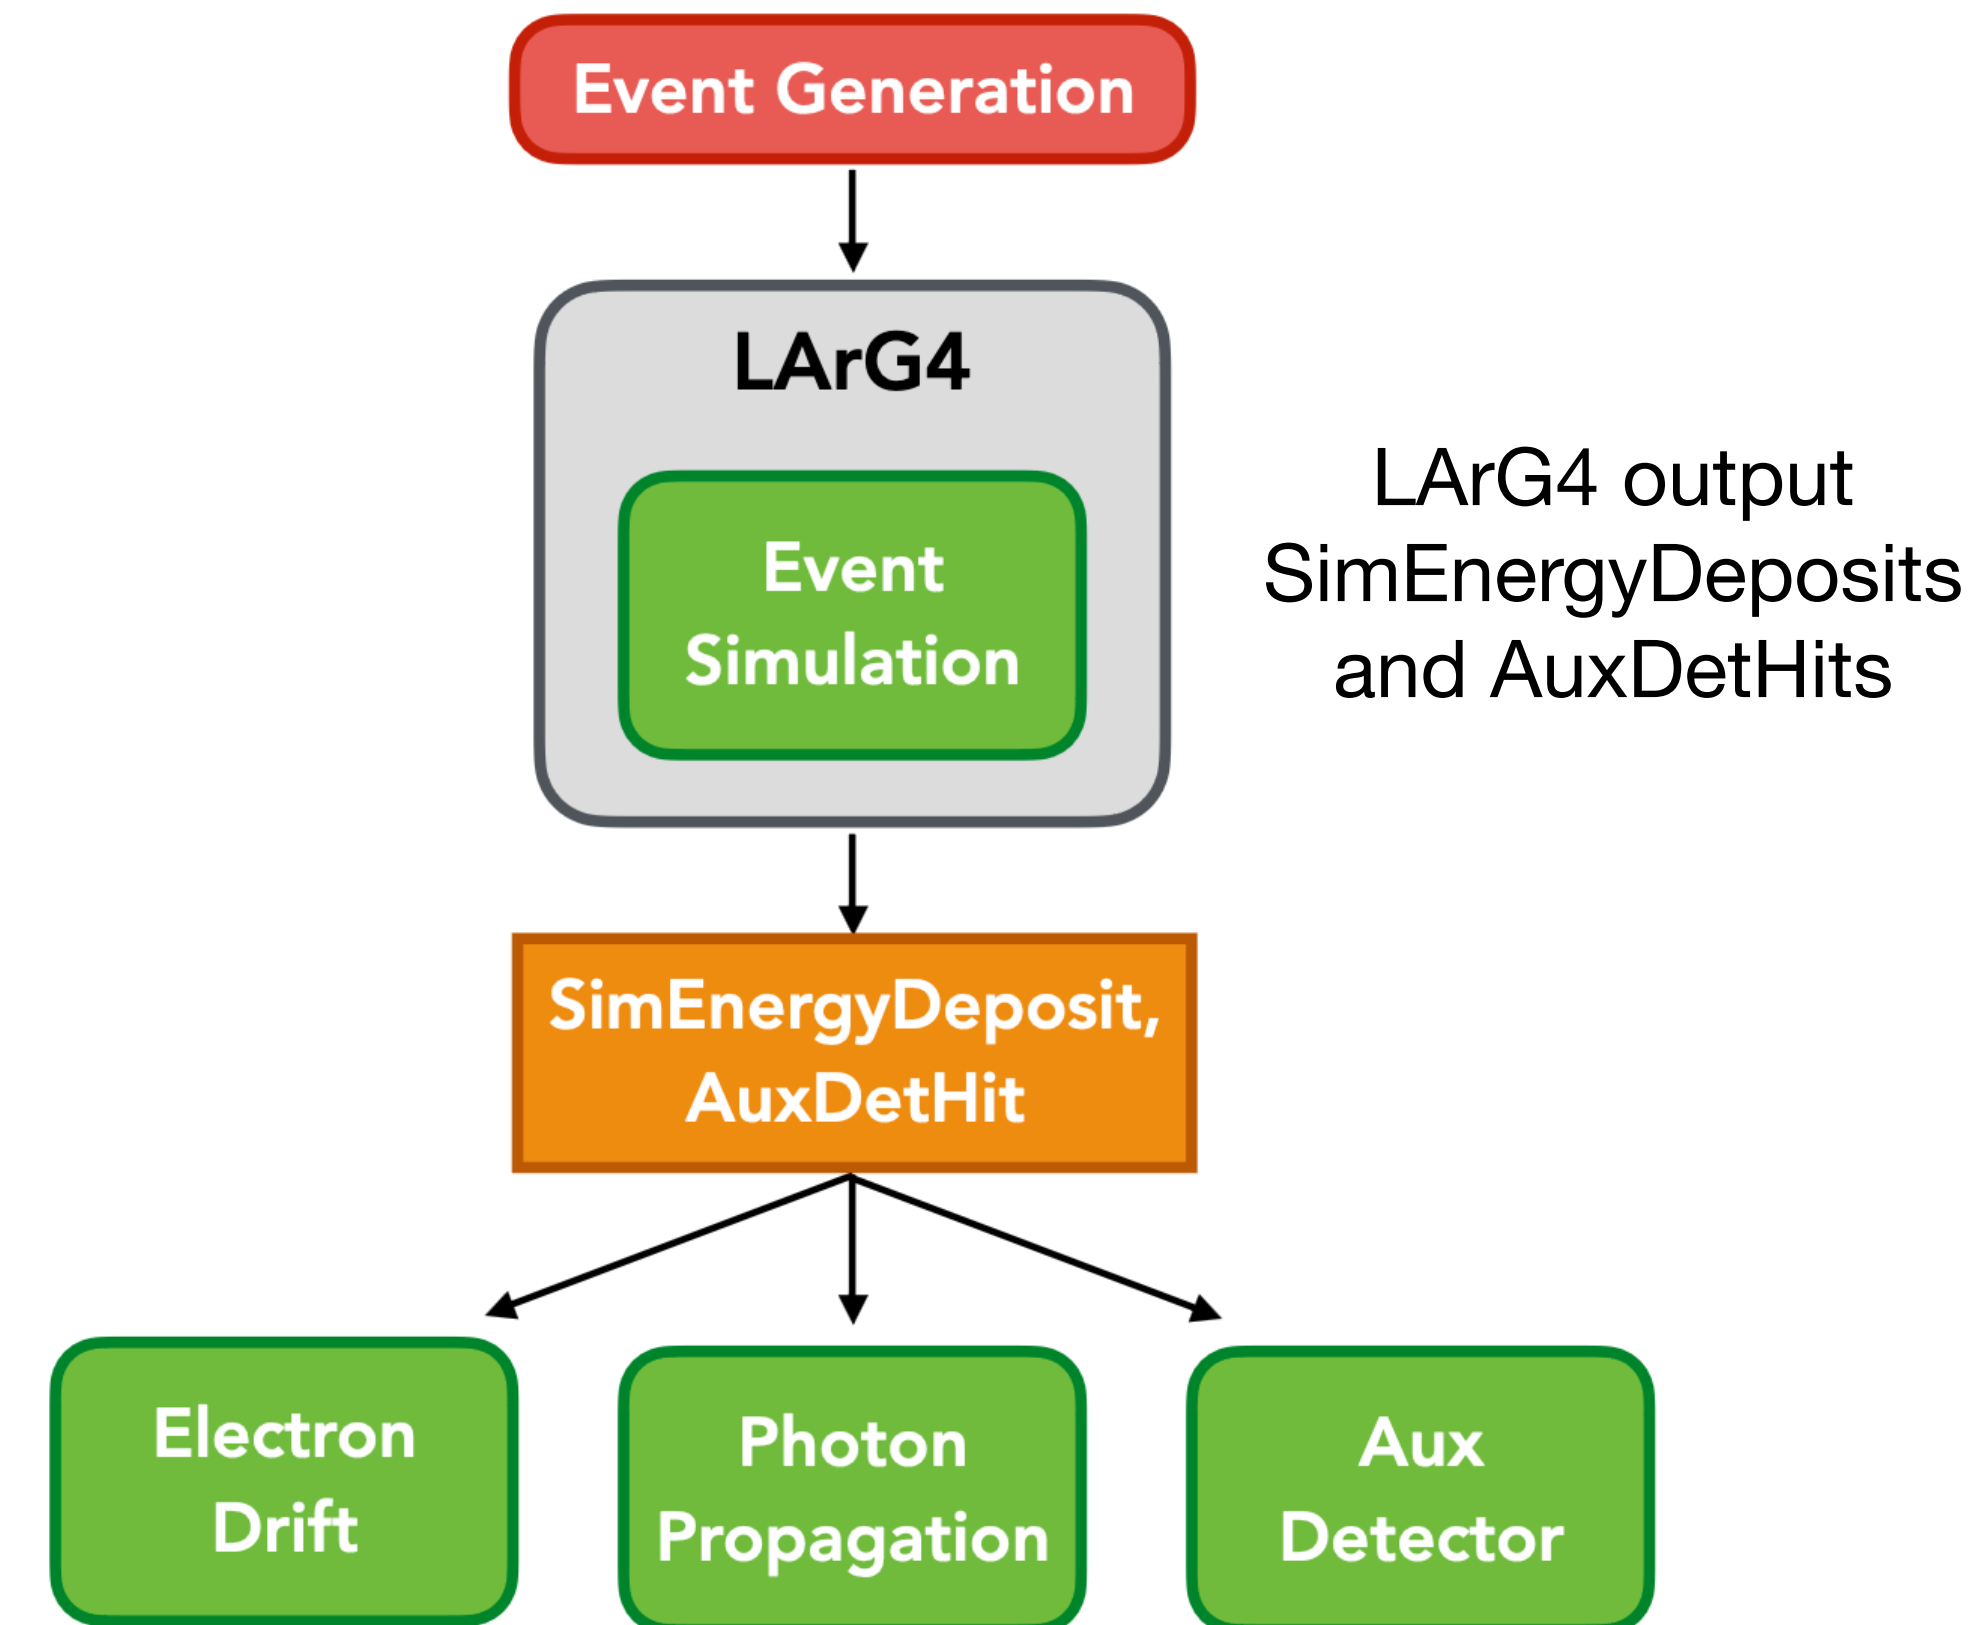 Event Generation
LArG4
Event
Simulation
LArG4 output
SimEnergyDeposits
and AuxDetHits
SimEnergyDeposit,
AuxDetHit
Electron
Drift
Photon
Propagation
Aux
Detector